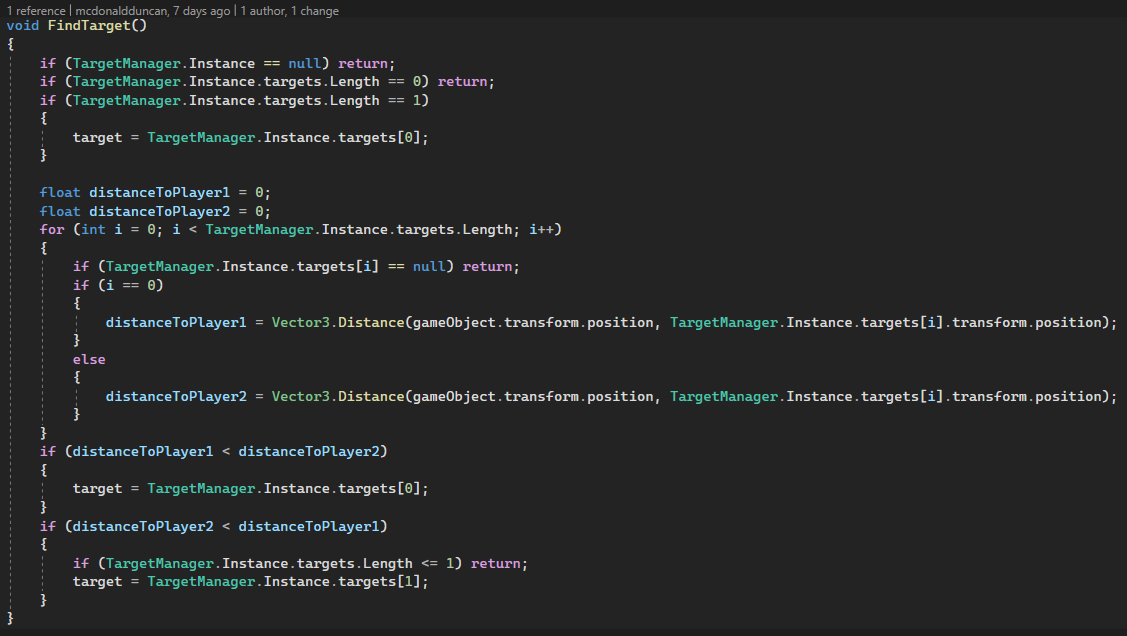 1 reference | mcdonaldduncan, 7 days ago | 1 author, 1 change
void FindTarget()
{
    if (TargetManager.Instance == null) return;
    if (TargetManager.Instance.targets.Length == 0) return;
    if (TargetManager.Instance.targets.Length == 1)
    {
        target = TargetManager.Instance.targets[0];
    }

    float distanceToPlayer1 = 0;
    float distanceToPlayer2 = 0;
    for (int i = 0; i < TargetManager.Instance.targets.Length; i++)
    {
        if (TargetManager.Instance.targets[i] == null) return;
        if (i == 0)
        {
            distanceToPlayer1 = Vector3.Distance(gameObject.transform.position, TargetManager.Instance.targets[i].transform.position);
        }
        else
        {
            distanceToPlayer2 = Vector3.Distance(gameObject.transform.position, TargetManager.Instance.targets[i].transform.position);
        }
    }
    if (distanceToPlayer1 < distanceToPlayer2)
    {
        target = TargetManager.Instance.targets[0];
    }
    if (distanceToPlayer2 < distanceToPlayer1)
    {
        if (TargetManager.Instance.targets.Length <= 1) return;
        target = TargetManager.Instance.targets[1];
    }
}